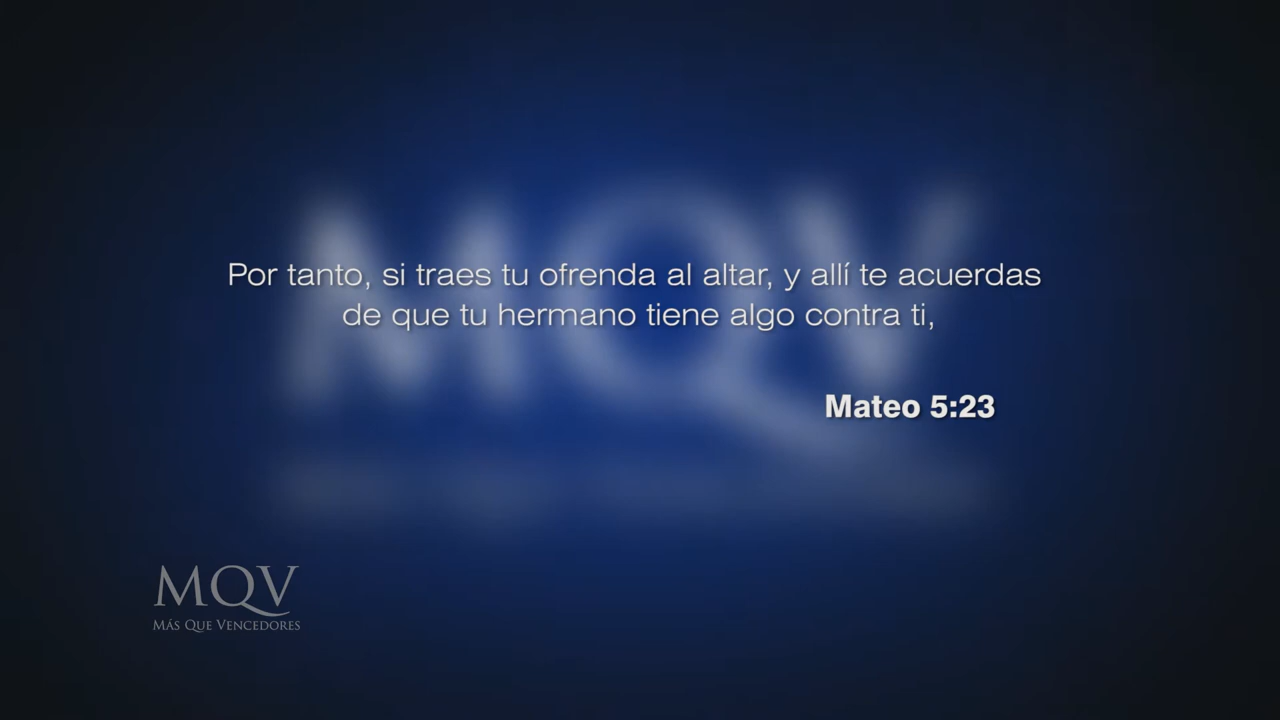 Por tanto, si traes tu ofrenda al altar, y allí te acuerdas
de que tu hermano tiene algo contra ti,
Mateo 5:23
MQV
MQV
MÁS QUE VENCEDORES